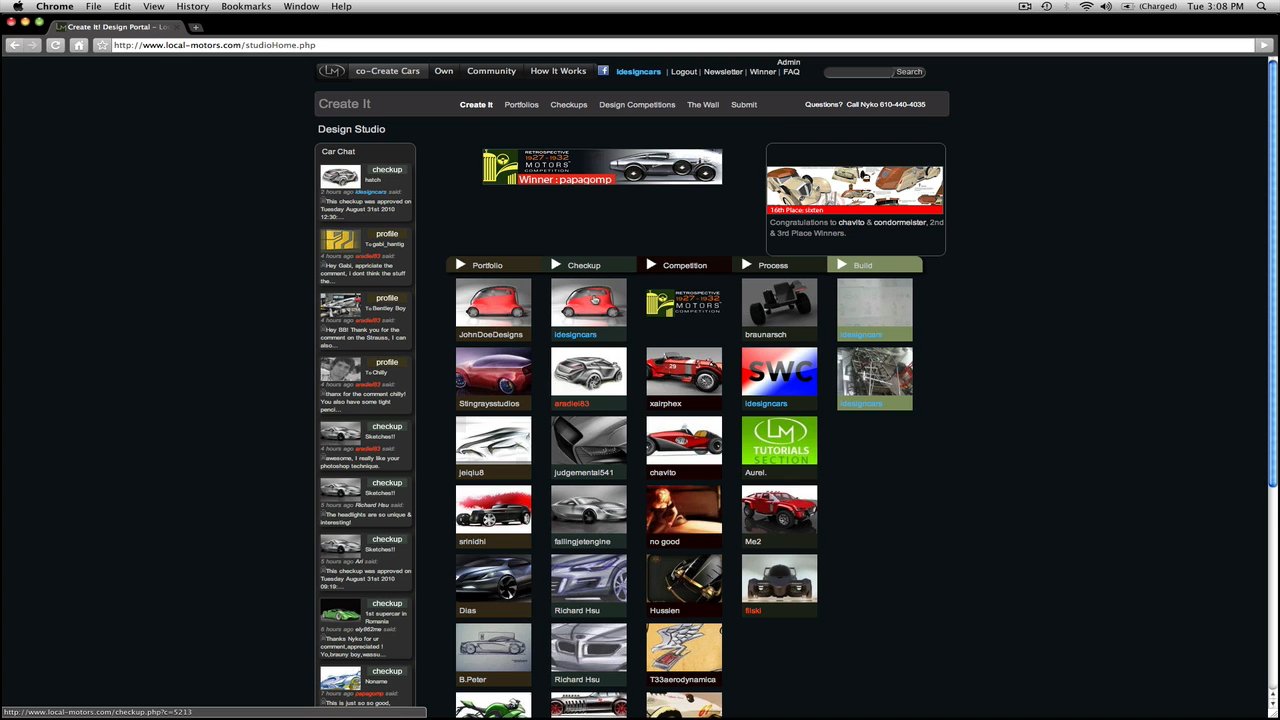 Chrome File Edit View History Bookmarks Window Help (Charged) Tue 3:08 PM
Create It! Design Portal – Lo
http://www.local-motors.com/studioHome.php
Admin
LM co-Create Cars Own Community How It Works f idesigncars | Logout | Newsletter | Winner | FAQ Search
Create It Create It Portfolios Checkups Design Competitions The Wall Submit Questions? Call Nyko 610-440-4035
Design Studio
Car Chat
checkup
hatch
2 hours ago idesigncars said:
This checkup was approved on
Tuesday August 31st 2010
12:30:...
profile
To gabi_hantig
4 hours ago aradiel83 said:
Hey Gabi, appriciate the
comment, i dont think the stuff
the...
profile
To Bentley Boy
4 hours ago aradiel83 said:
Hey BB! Thank you for the
comment on the Strauss, I can
also...
profile
To Chilly
4 hours ago aradiel83 said:
thanks for the comment chilly!
You also have some tight
penci...
checkup
Sketches!!
4 hours ago aradiel83 said:
awesome, I really like your
photoshop technique.
checkup
Sketches!!
5 hours ago Richard Hsu said:
The headlights are so unique &
interesting!
checkup
Sketches!!
5 hours ago Ari said:
This checkup was approved on
Tuesday August 31st 2010
09:19:...
checkup
1st supercar in
Romania
6 hours ago ely862me said:
Thanks Nyko for ur
comment,appreciated !
Yo,brauny boy,wassu...
checkup
Noname
7 hours ago papagomp said:
This is just so so good,
RETROSPECTIVE
1927-1932
MOTORS
COMPETITION
Winner : papagomp
16th Place: sixten
Congratulations to chavito & condormeister, 2nd
& 3rd Place Winners.
Portfolio Checkup Competition Process Build
RETROSPECTIVE
1927-1932
MOTORS
COMPETITION
JohnDoeDesigns idesigncars braunarsch idesigncars
29 SWC
Stingraysstudios aradiel83 xairphex idesigncars idesigncars
LM
TUTORIALS
SECTION
jeiqiu8 judgemental541 chavito Aurel.
srinidhi fallingjetengine no good Me2
Dias Richard Hsu Hussien filski
B.Peter Richard Hsu T33aerodynamica
http://www.local-motors.com/checkup.php?c=5213